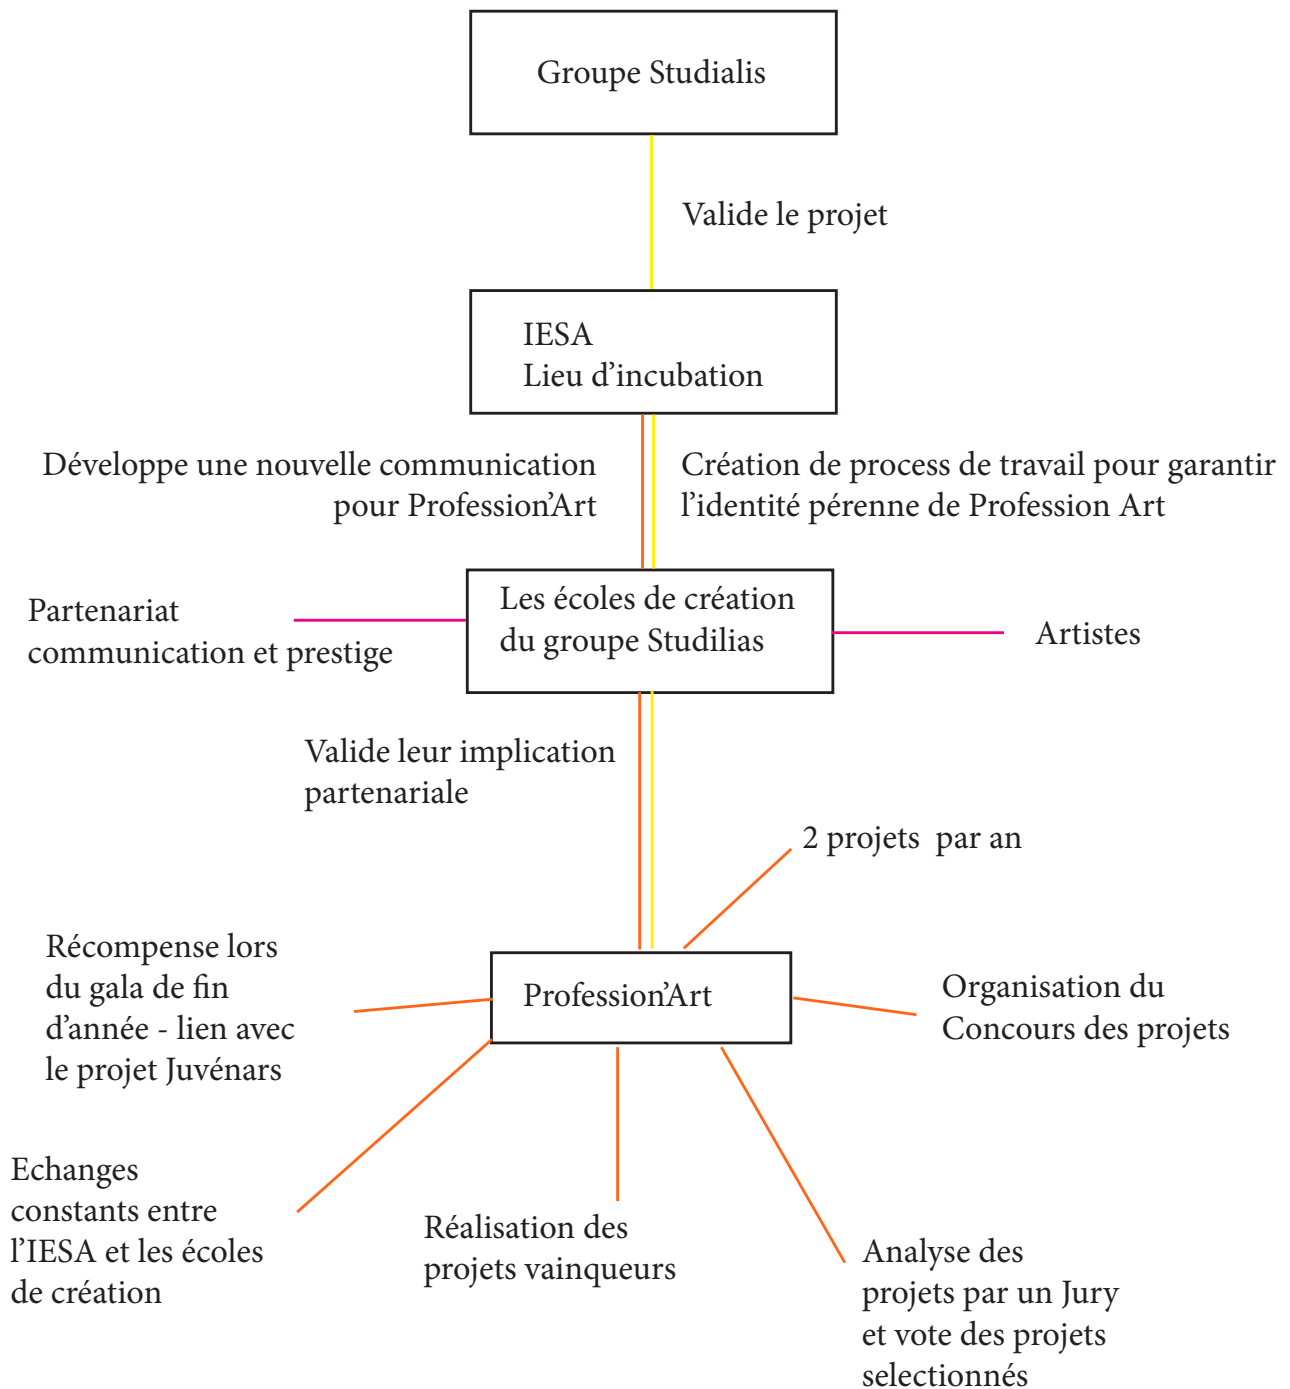 Groupe Studialis
Valide le projet
IESA
Lieu d’incubation
Développe une nouvelle communication
pour Profession’Art
Création de process de travail pour garantir
l’identité pérenne de Profession Art
Partenariat
communication et prestige
Les écoles de création
du groupe Studilias
Artistes
Valide leur implication
partenariale
2 projets  par an
Récompense lors
du gala de fin
d’année - lien avec
le projet Juvénars
Profession’Art
Organisation du
Concours des projets
Echanges
constants entre
l’IESA et les écoles
de création
Réalisation des
projets vainqueurs
Analyse des
projets par un Jury
et vote des projets
selectionnés